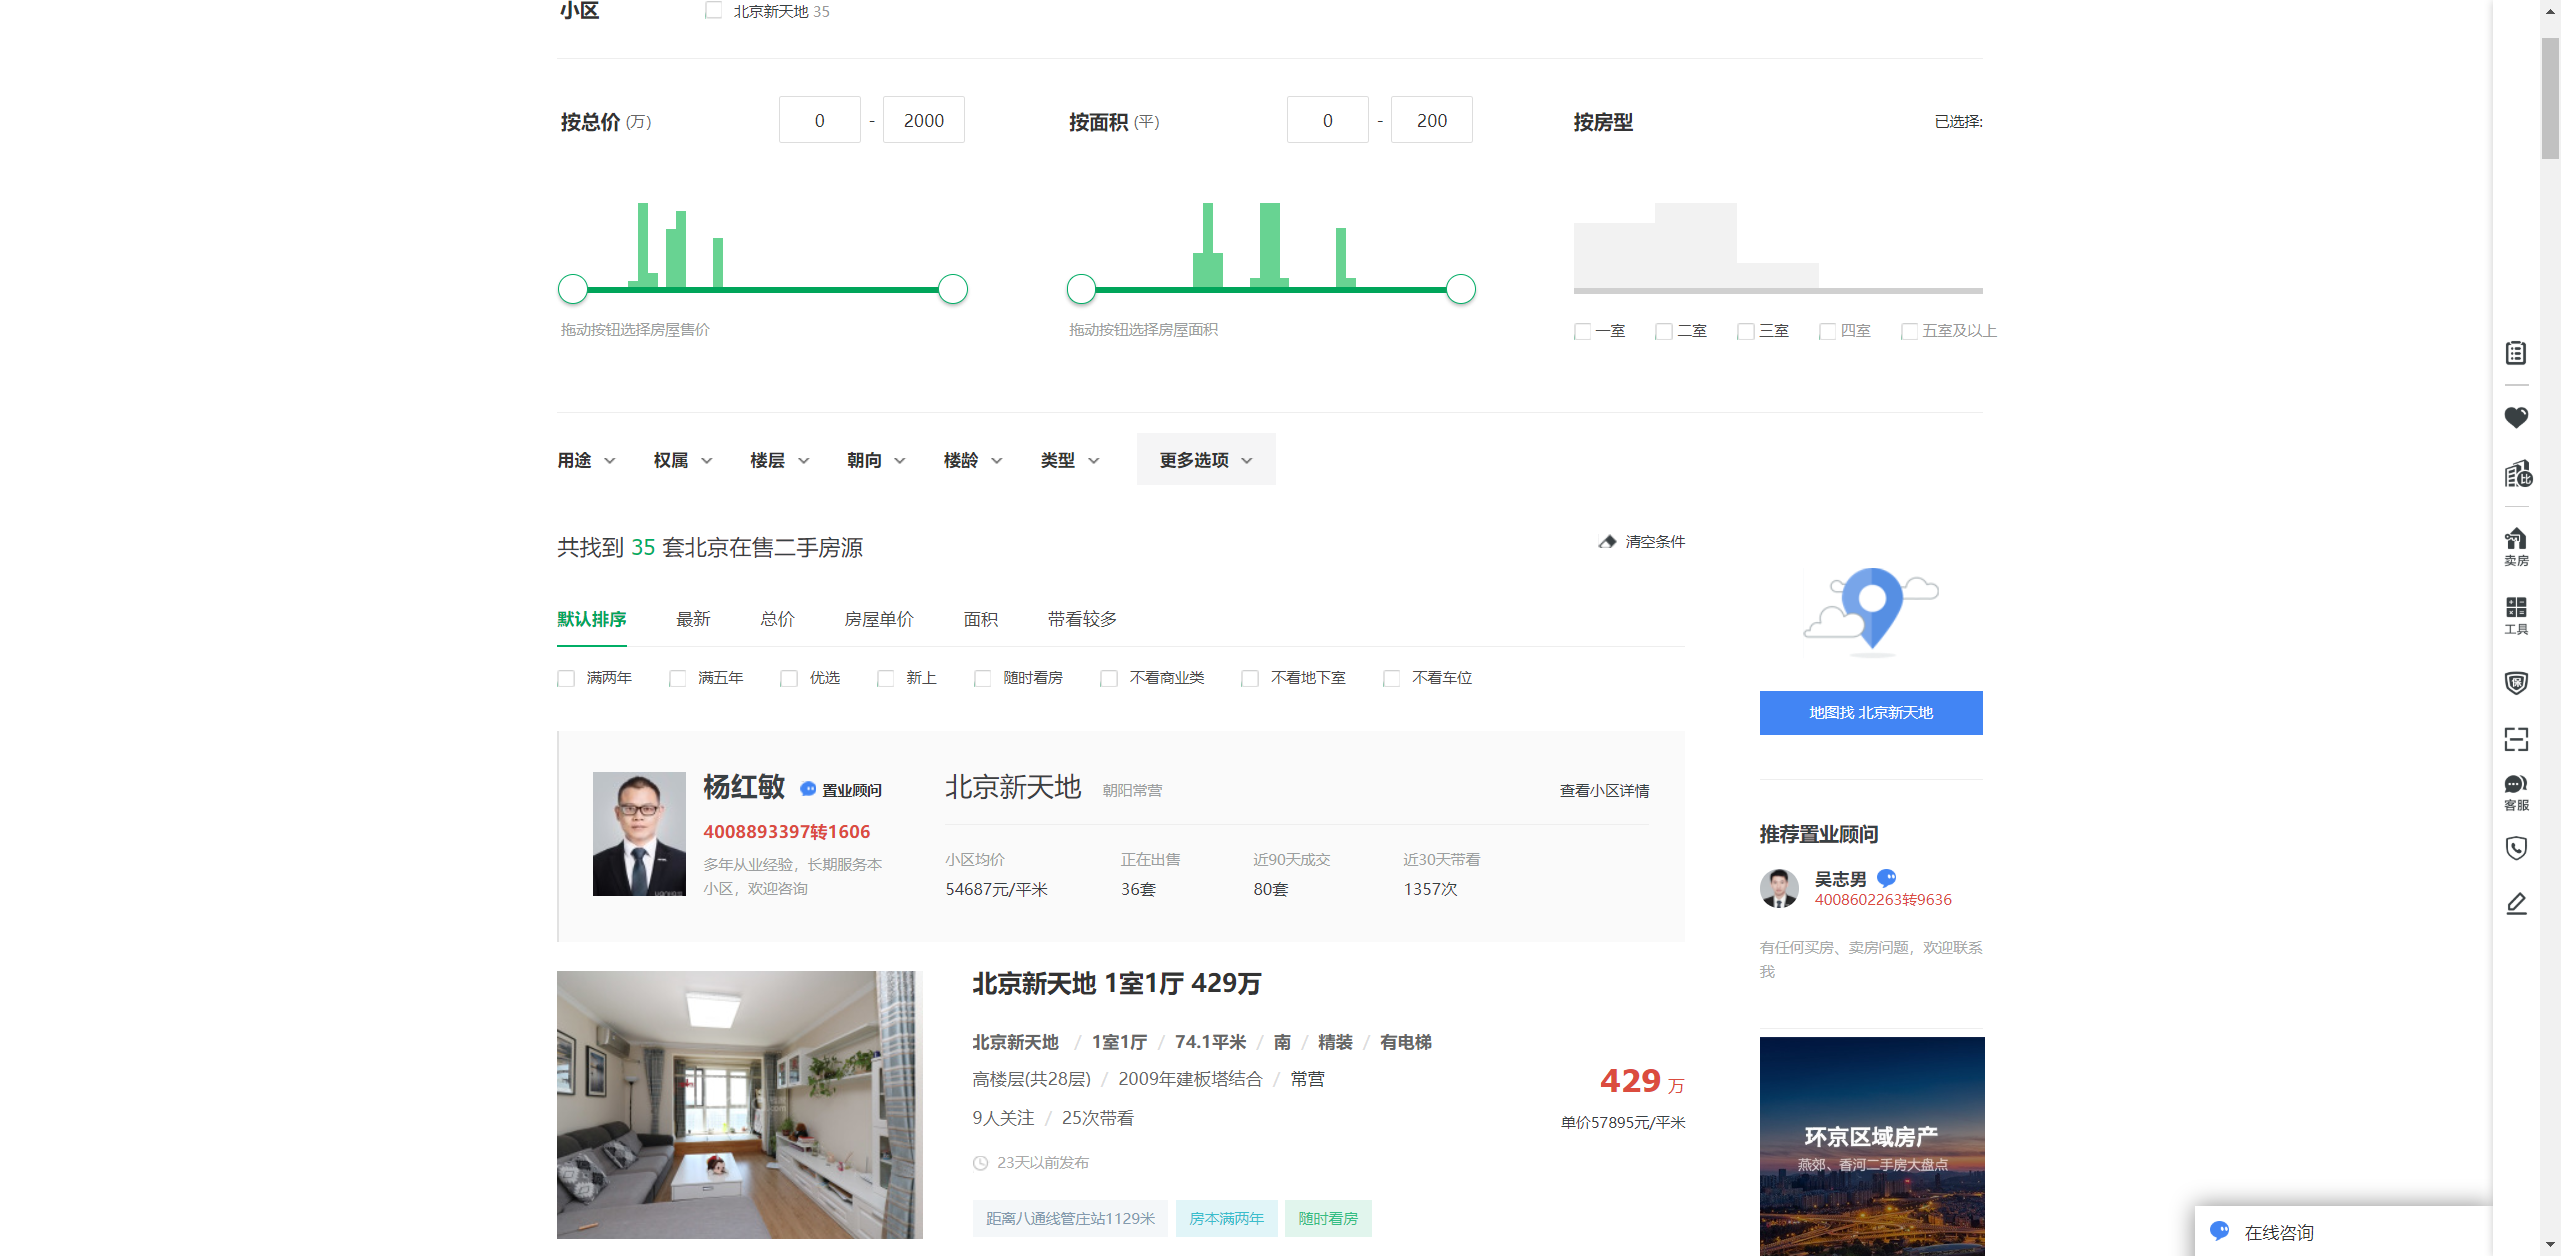 小区
北京新天地 35
按总价 (万)
0 - 2000
按面积 (平)
0 - 200
按房型
已选择:
拖动按钮选择房屋售价
拖动按钮选择房屋面积
一室 二室 三室 四室 五室及以上
用途 权属 楼层 朝向 楼龄 类型 更多选项
共找到 35 套北京在售二手房源
清空条件
默认排序 最新 总价 房屋单价 面积 带看较多
满两年 满五年 优选 新上 随时看房 不看商业类 不看地下室 不看车位
杨红敏 置业顾问
4008893397转1606
多年从业经验，长期服务本
小区，欢迎咨询
北京新天地 朝阳常营
查看小区详情
小区均价 正在出售 近90天成交 近30天带看
54687元/平米 36套 80套 1357次
北京新天地 1室1厅 429万
北京新天地 / 1室1厅 / 74.1平米 / 南 / 精装 / 有电梯
高楼层(共28层) / 2009年建板塔结合 / 常营
9人关注 / 25次带看
23天以前发布
429 万
单价57895元/平米
距离八通线管庄站1129米 房本满两年 随时看房
地图找 北京新天地
推荐置业顾问
吴志男
4008602263转9636
有任何买房、卖房问题，欢迎联系
我
环京区域房产
燕郊、香河二手房大盘点
比
卖房
工具
保
客服
在线咨询